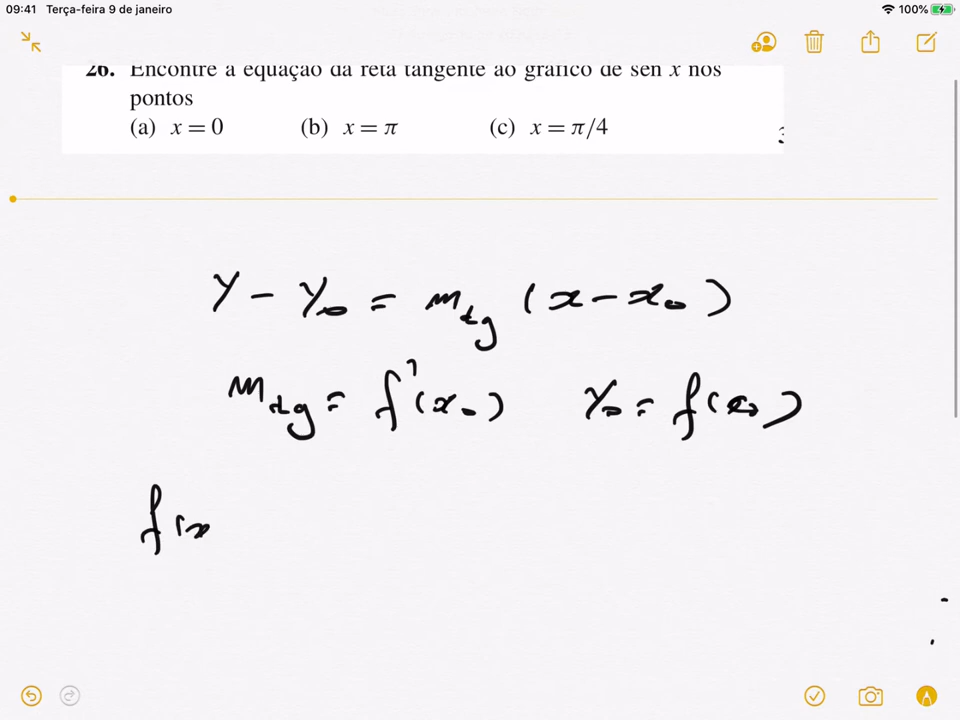 09:41 Terça-feira 9 de janeiro 100%
26. Encontre a equação da reta tangente ao gráfico de sen x nos
pontos
(a) x = 0 (b) x = π (c) x = π/4
y - y₀ = m_tg (x - x₀)
m_tg = f'(x₀) y₀ = f(x₀)
f(x